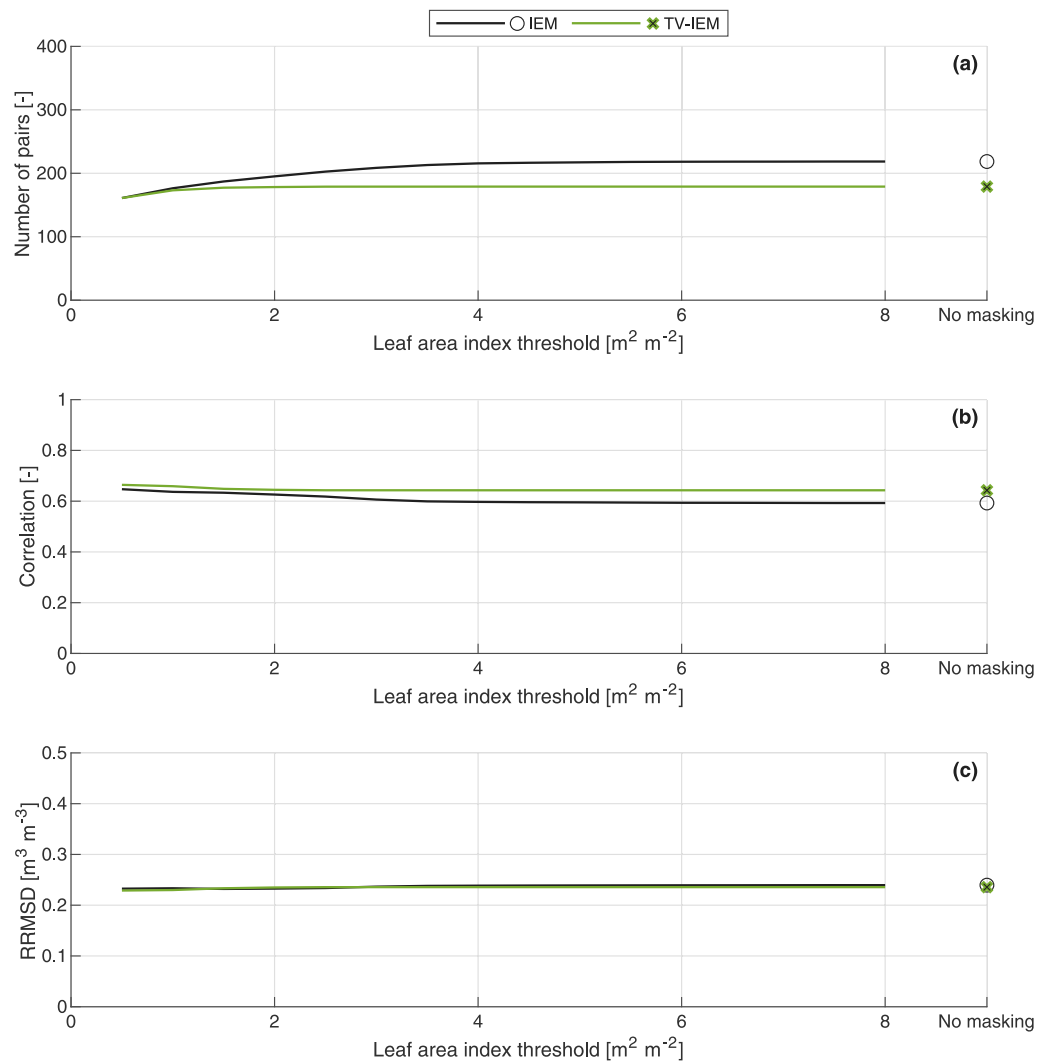 IEM TV-IEM
(a)
400
300
200
100
0
Number of pairs [-]
0 2 4 6 8 No masking
Leaf area index threshold [m² m⁻²]
(b)
1
0.8
0.6
0.4
0.2
0
Correlation [-]
0 2 4 6 8 No masking
Leaf area index threshold [m² m⁻²]
(c)
0.5
0.4
0.3
0.2
0.1
0
RRMSD [m³ m⁻³]
0 2 4 6 8 No masking
Leaf area index threshold [m² m⁻²]